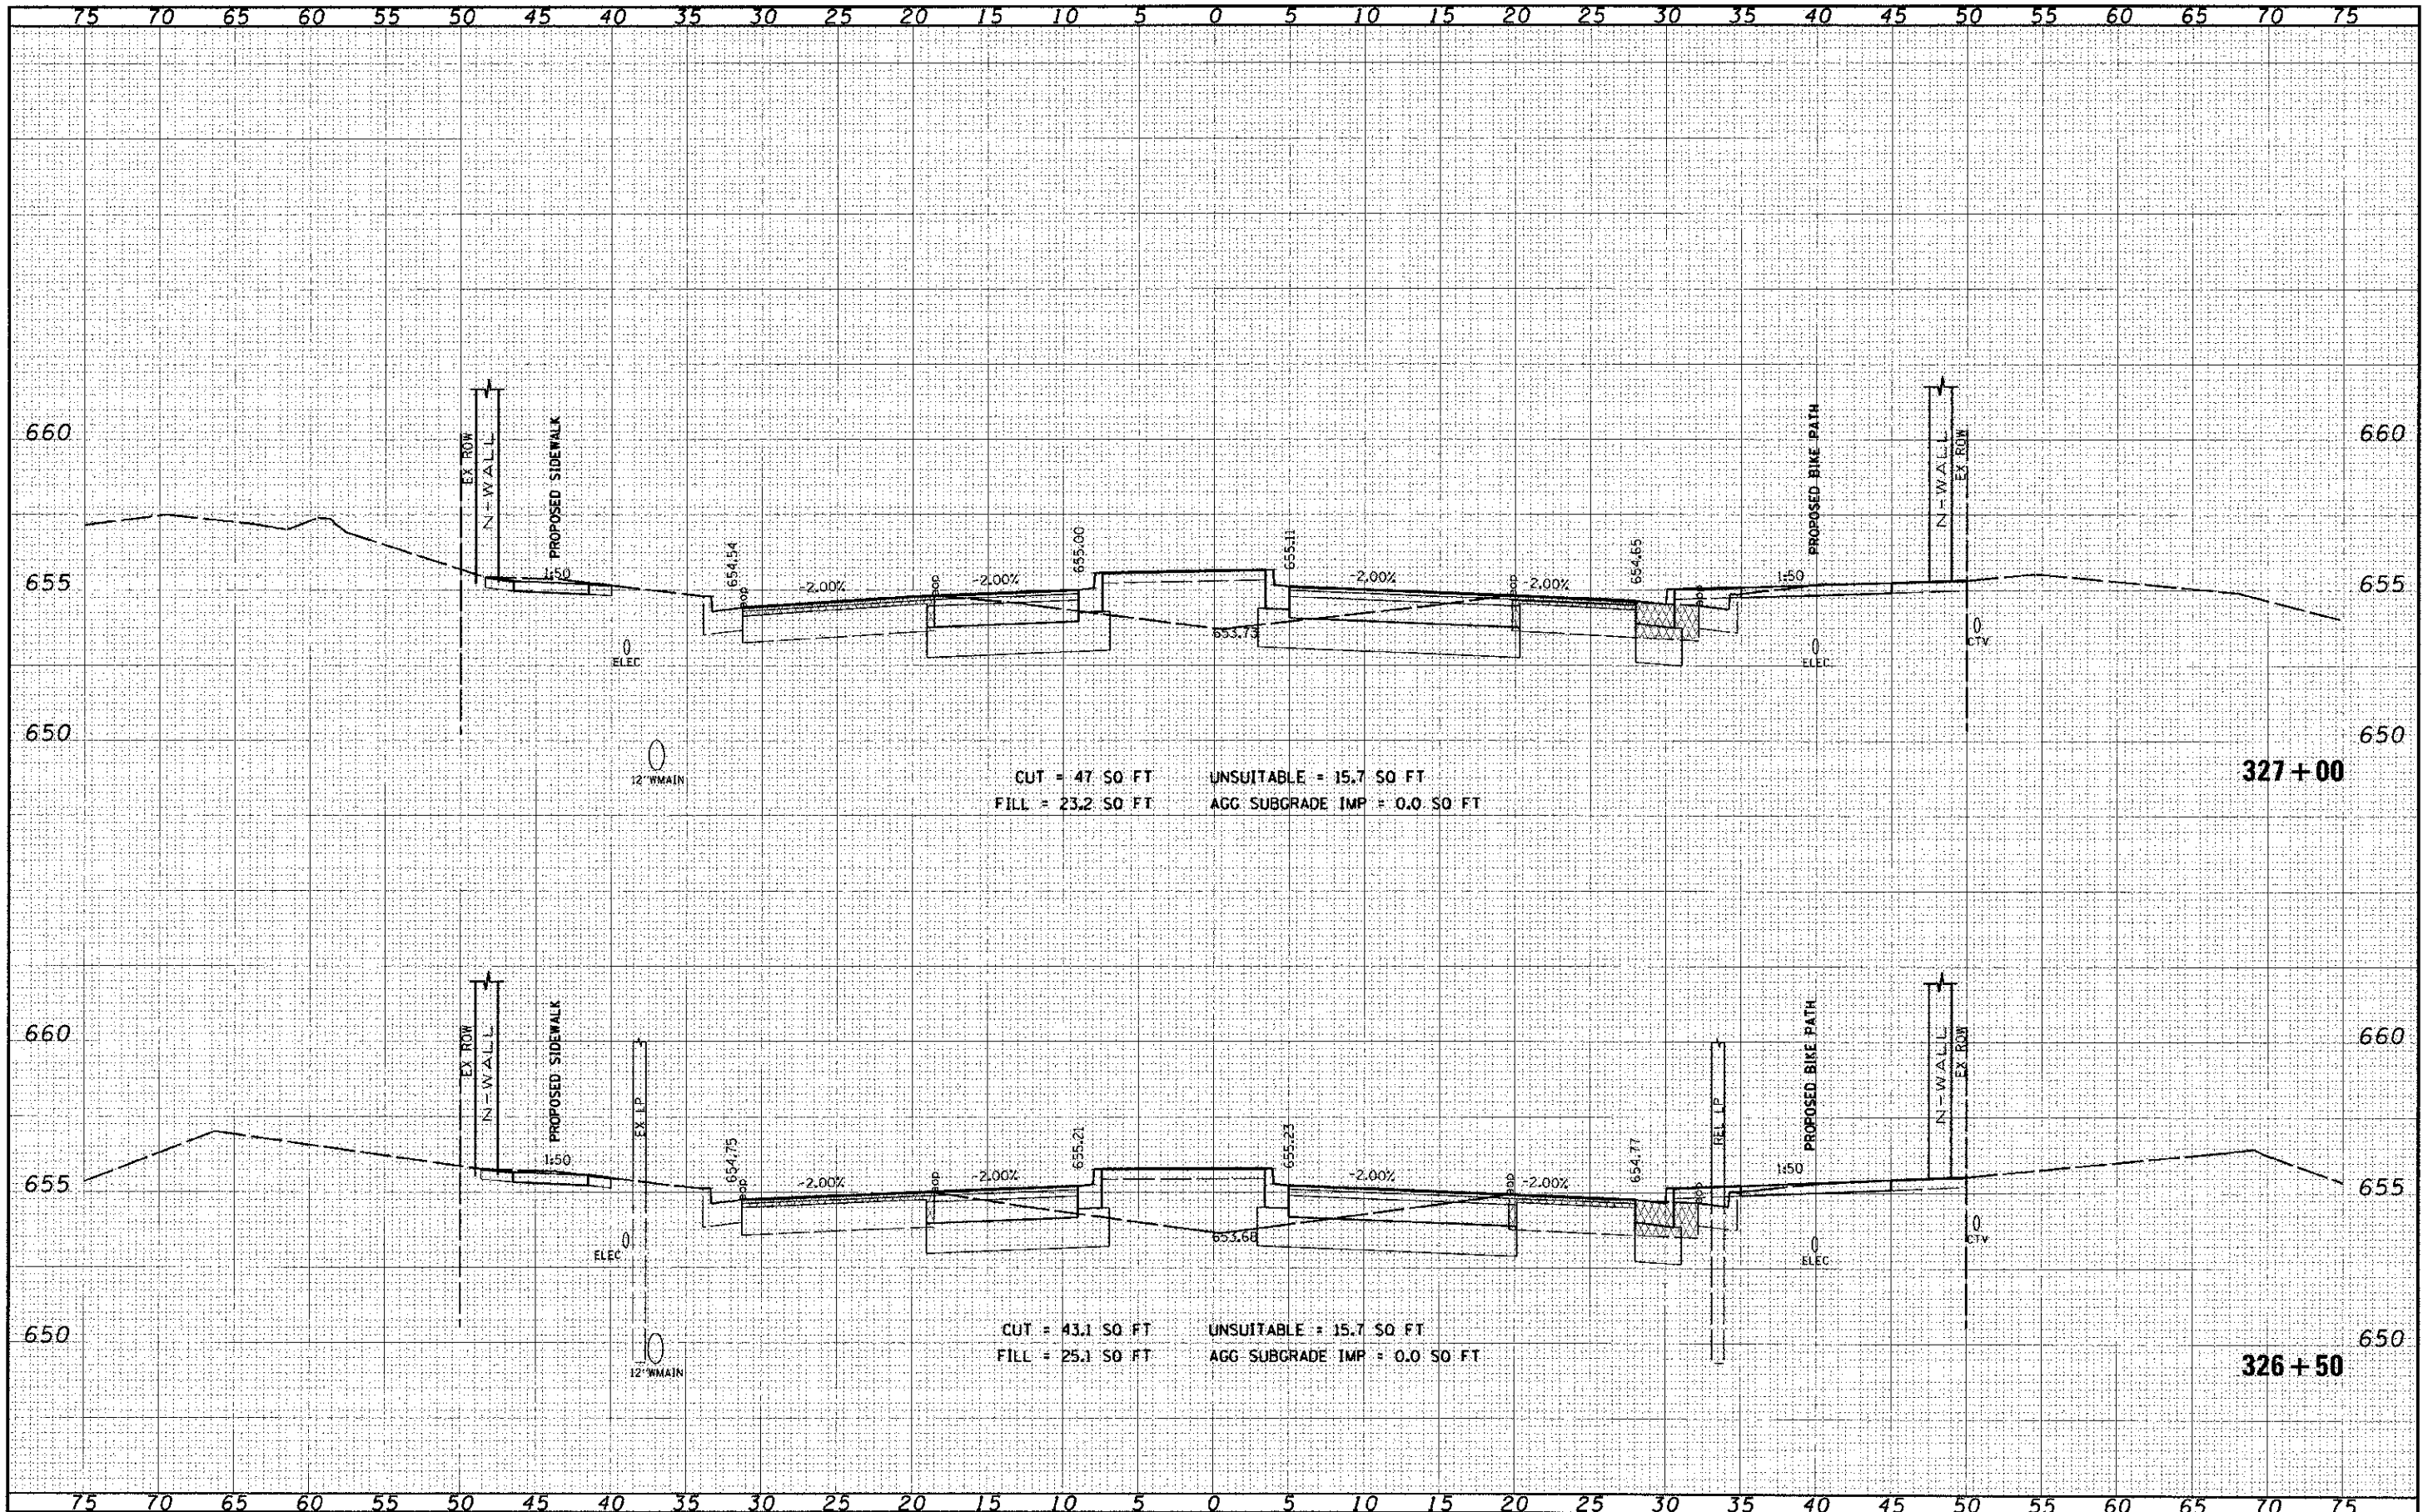 75 70 65 60 55 50 45 40 35 30 25 20 15 10 5 0 5 10 15 20 25 30 35 40 45 50 55 60 65 70 75
660
EX ROW
N-WALL
PROPOSED SIDEWALK
PROPOSED BIKE PATH
N-WALL
EX ROW
660
655
1:50
654.54
EOP
-2.00%
EOP
-2.00%
655.00
655.11
-2.00%
EOP
-2.00%
654.65
EOP
1:50
655
653.73
ELEC
ELEC
CTV
650
12"WMAIN
650
CUT = 47 SQ FT UNSUITABLE = 15.7 SQ FT
FILL = 23.2 SQ FT AGG SUBGRADE IMP = 0.0 SQ FT
327+00
660
EX ROW
N-WALL
PROPOSED SIDEWALK
EX LP
REL LP
PROPOSED BIKE PATH
N-WALL
EX ROW
660
655
1:50
654.75
EOP
-2.00%
EOP
-2.00%
655.21
655.23
-2.00%
EOP
-2.00%
654.77
EOP
1:50
655
653.68
ELEC
ELEC
CTV
650
12"WMAIN
650
CUT = 43.1 SQ FT UNSUITABLE = 15.7 SQ FT
FILL = 25.1 SQ FT AGG SUBGRADE IMP = 0.0 SQ FT
326+50
75 70 65 60 55 50 45 40 35 30 25 20 15 10 5 0 5 10 15 20 25 30 35 40 45 50 55 60 65 70 75